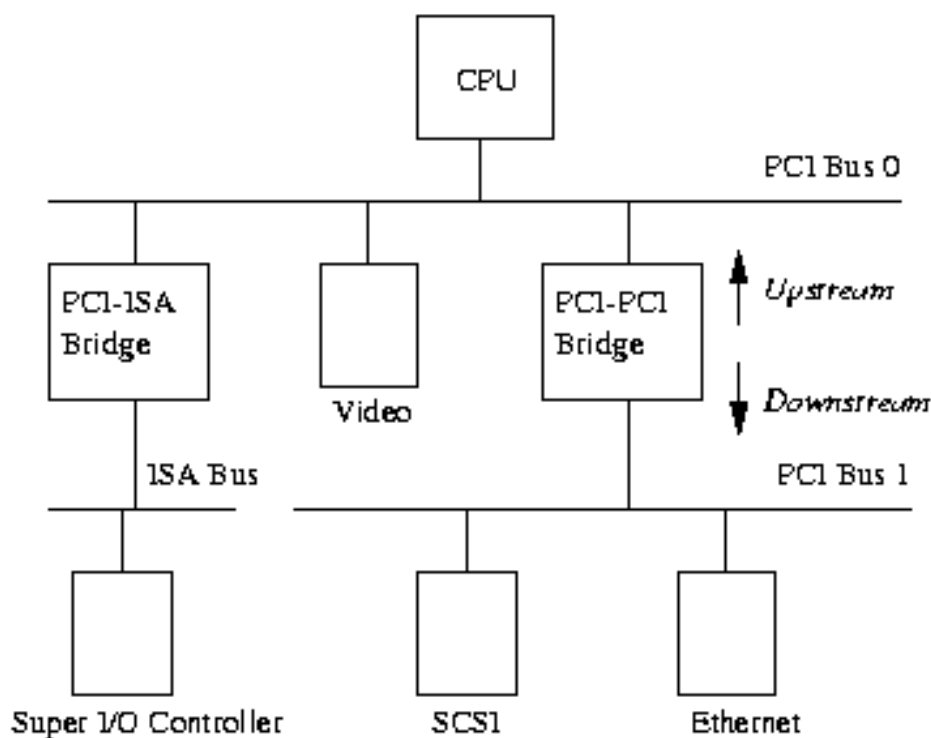 CPU
PCI Bus 0
PCI-ISA
Bridge
Video
PCI-PCI
Bridge
Upstream
Downstream
ISA Bus
PCI Bus 1
Super I/O Controller
SCSI
Ethernet